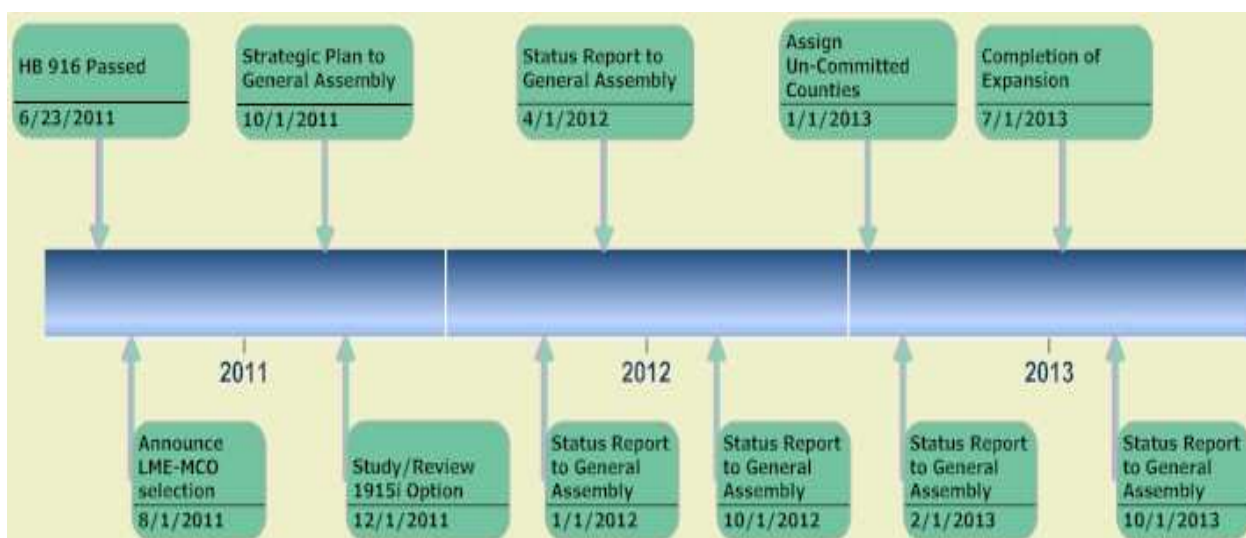 HB 916 Passed
6/23/2011
Strategic Plan to
General Assembly
10/1/2011
Status Report to
General Assembly
4/1/2012
Assign
Un-Committed
Counties
1/1/2013
Completion of
Expansion
7/1/2013
2011
2012
2013
Announce
LME-MCO
selection
8/1/2011
Study/Review
1915i Option
12/1/2011
Status Report
to General
Assembly
1/1/2012
Status Report
to General
Assembly
10/1/2012
Status Report
to General
Assembly
2/1/2013
Status Report
to General
Assembly
10/1/2013